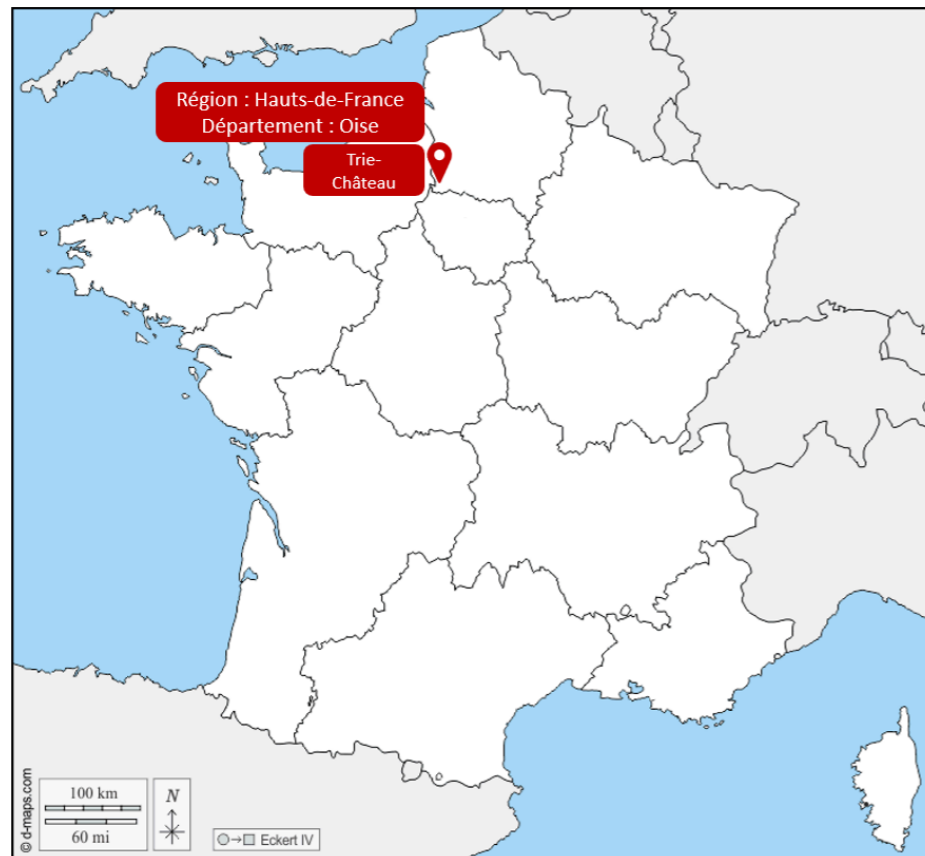 Région : Hauts-de-France
Département : Oise
Trie-
Château
100 km
60 mi
N
Eckert IV
© d-maps.com